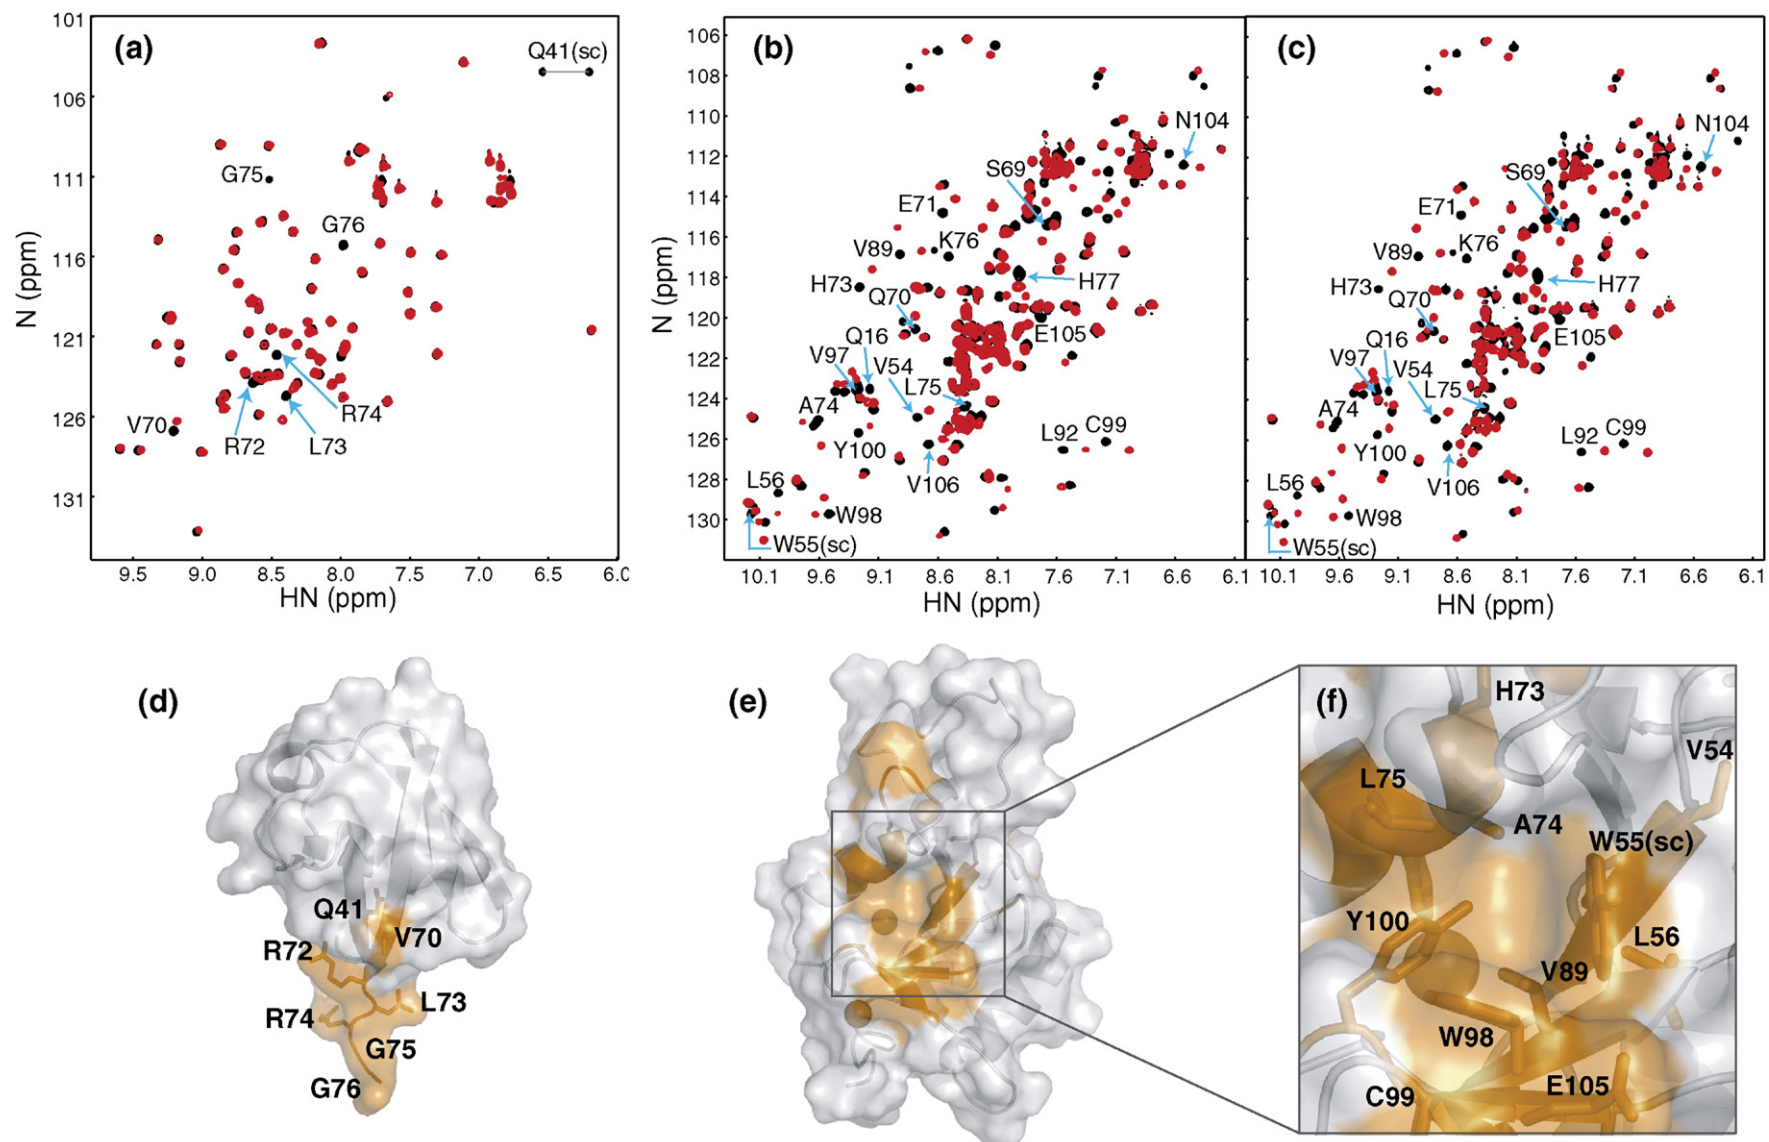 (a)
Q41(sc)
G75
G76
V70
R72
L73
R74
101
106
111
116
121
126
131
N (ppm)
9.5 9.0 8.5 8.0 7.5 7.0 6.5 6.0
HN (ppm)
(b)
N104
S69
E71
V89
K76
H73
H77
Q70
Q16
E105
V97
V54
L75
A74
Y100
L92
C99
V106
L56
W98
W55(sc)
106
108
110
112
114
116
118
120
122
124
126
128
130
N (ppm)
10.1 9.6 9.1 8.6 8.1 7.6 7.1 6.6 6.1
HN (ppm)
(c)
N104
S69
E71
V89
K76
H73
H77
Q70
Q16
E105
V97
V54
L75
A74
Y100
L92
C99
V106
L56
W98
W55(sc)
10.1 9.6 9.1 8.6 8.1 7.6 7.1 6.6 6.1
HN (ppm)
(d)
Q41
V70
R72
L73
R74
G75
G76
(e)
(f)
H73
V54
L75
A74
W55(sc)
Y100
L56
V89
W98
E105
C99